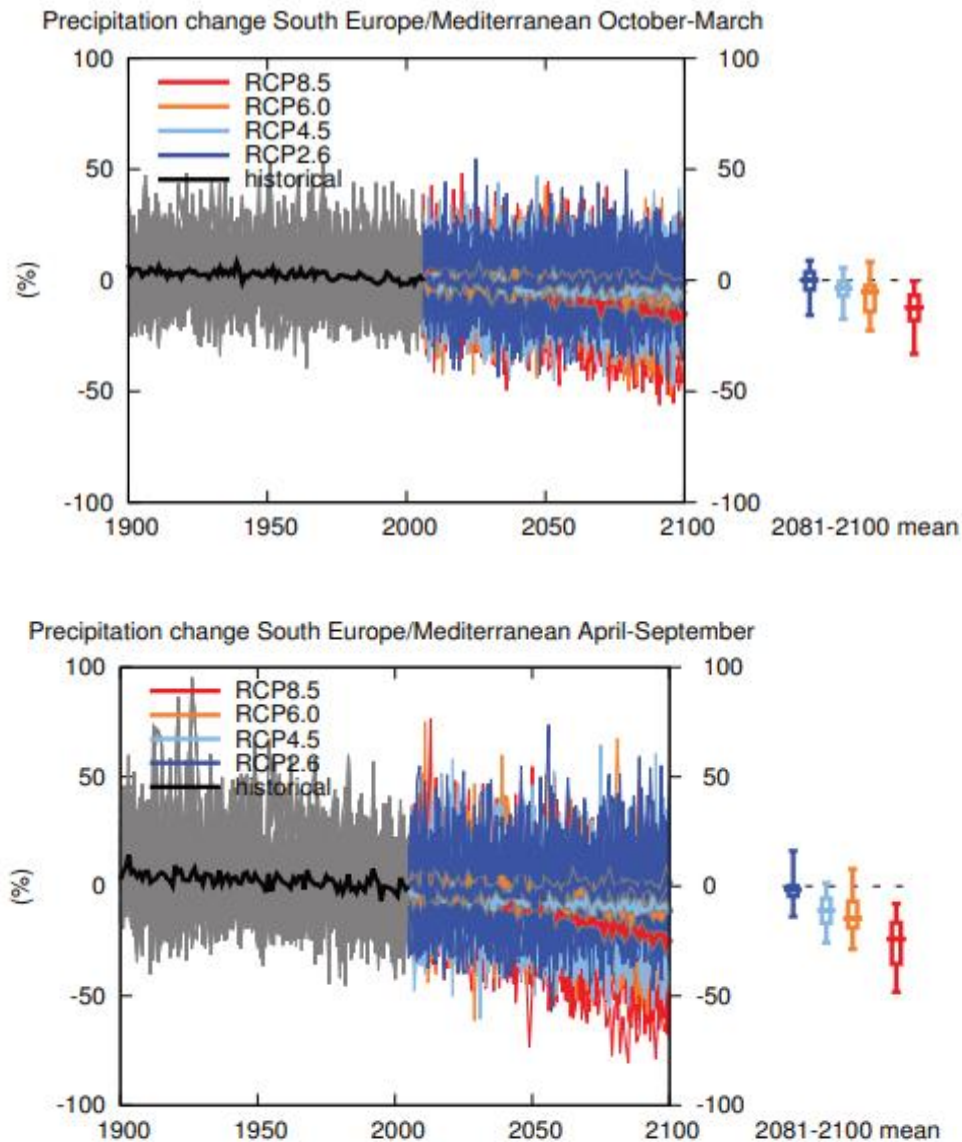 Precipitation change South Europe/Mediterranean October-March
100
50
0
-50
-100
(%)
RCP8.5
RCP6.0
RCP4.5
RCP2.6
historical
100
50
0
-50
-100
1900
1950
2000
2050
2100
2081-2100 mean
Precipitation change South Europe/Mediterranean April-September
100
50
0
-50
-100
(%)
RCP8.5
RCP6.0
RCP4.5
RCP2.6
historical
100
50
0
-50
-100
1900
1950
2000
2050
2100
2081-2100 mean